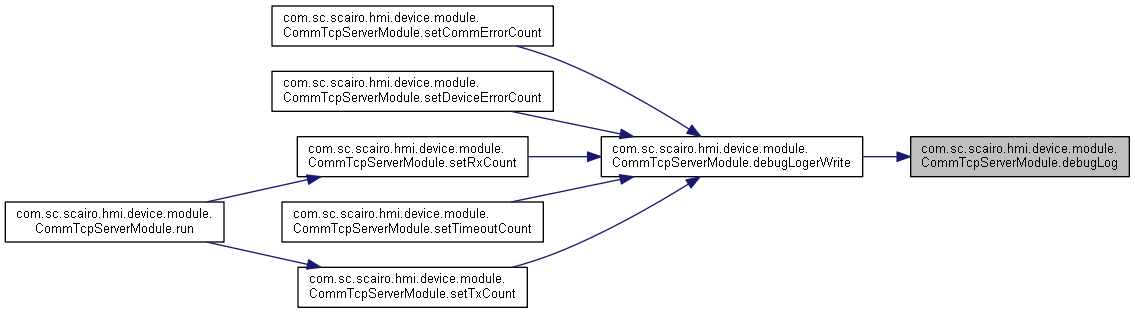 com.sc.scairo.hmi.device.module.
CommTcpServerModule.setCommErrorCount
com.sc.scairo.hmi.device.module.
CommTcpServerModule.setDeviceErrorCount
com.sc.scairo.hmi.device.module.
CommTcpServerModule.setRxCount
com.sc.scairo.hmi.device.module.
CommTcpServerModule.debugLogerWrite
com.sc.scairo.hmi.device.module.
CommTcpServerModule.debugLog
com.sc.scairo.hmi.device.module.
CommTcpServerModule.run
com.sc.scairo.hmi.device.module.
CommTcpServerModule.setTimeoutCount
com.sc.scairo.hmi.device.module.
CommTcpServerModule.setTxCount